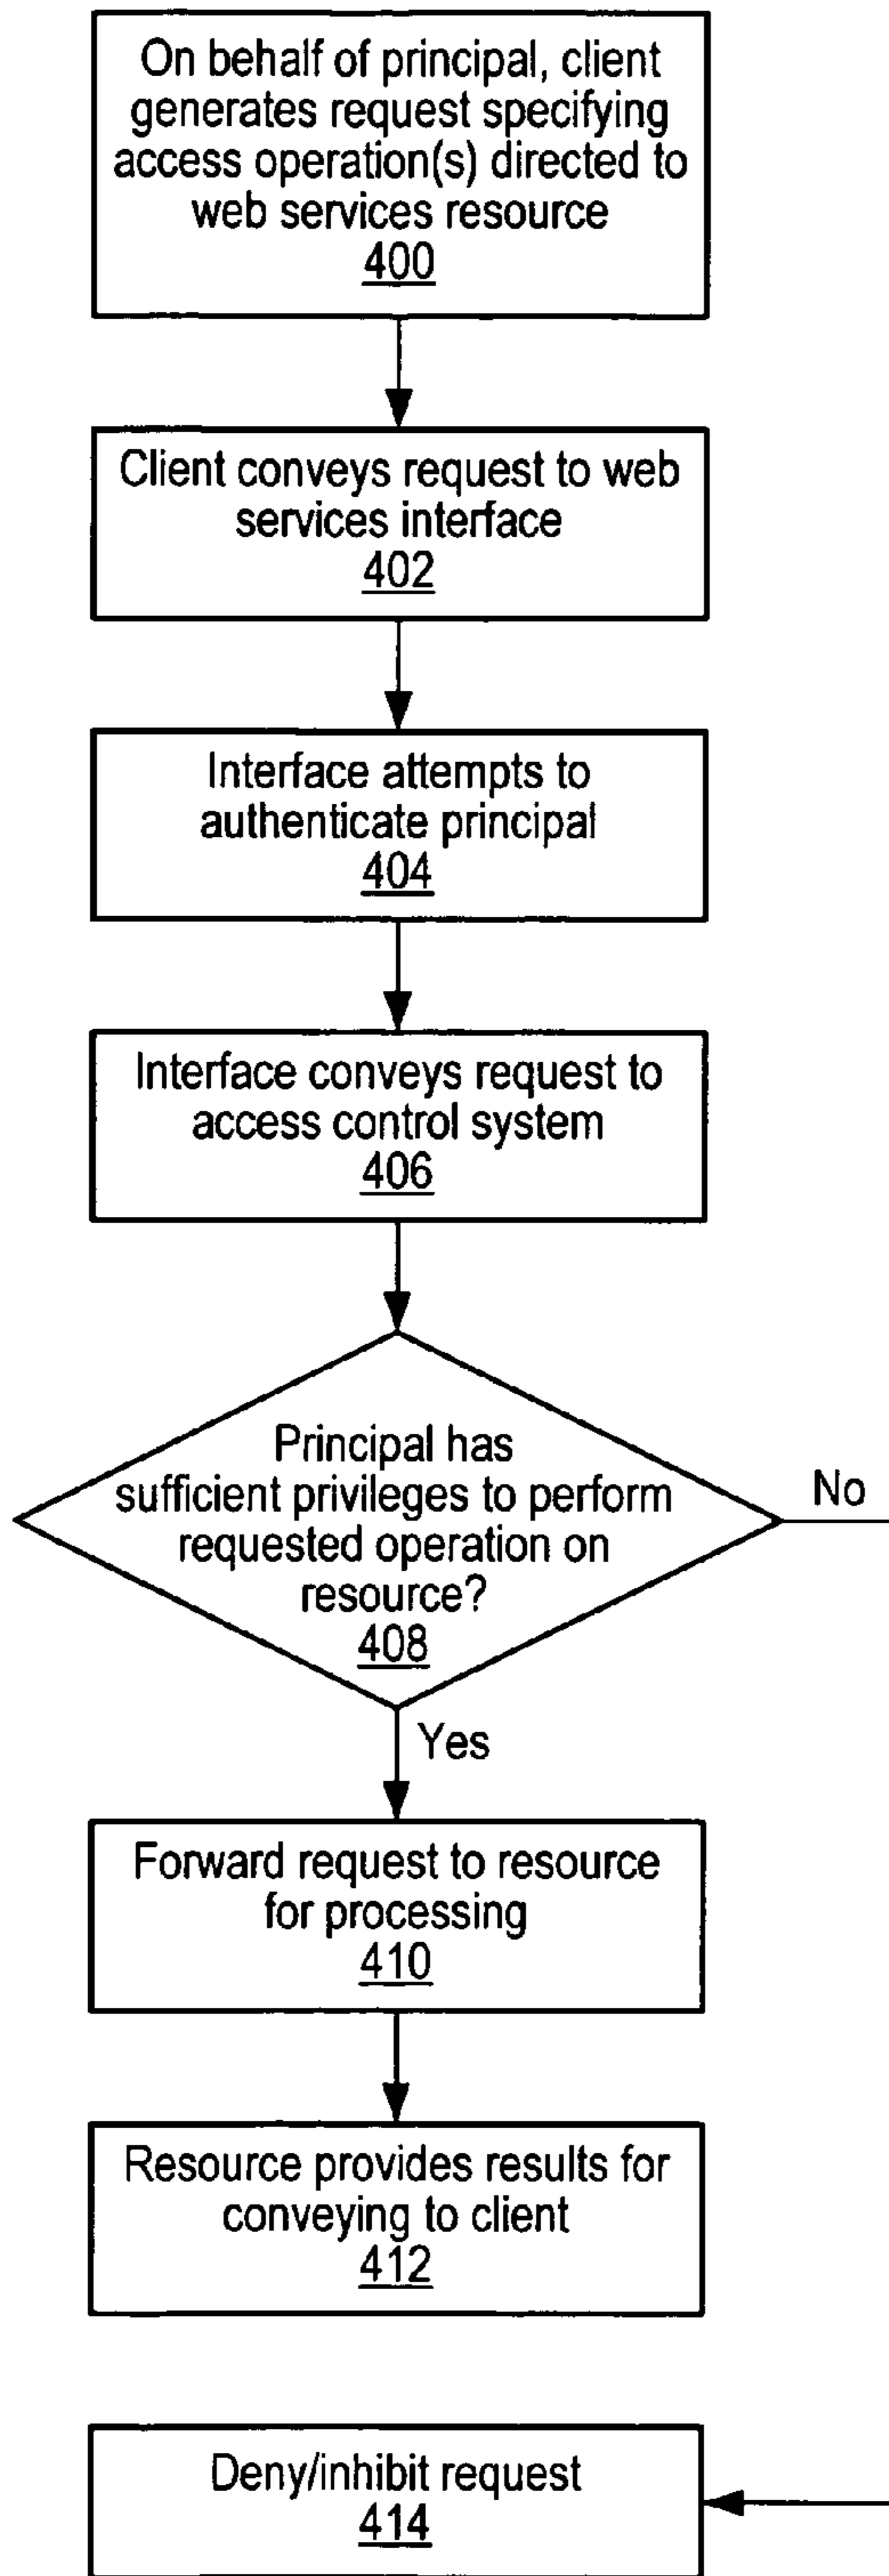 On behalf of principal, client
generates request specifying
access operation(s) directed to
web services resource
400
Client conveys request to web
services interface
402
Interface attempts to
authenticate principal
404
Interface conveys request to
access control system
406
Principal has
sufficient privileges to perform
requested operation on
resource?
408
No
Yes
Forward request to resource
for processing
410
Resource provides results for
conveying to client
412
Deny/inhibit request
414